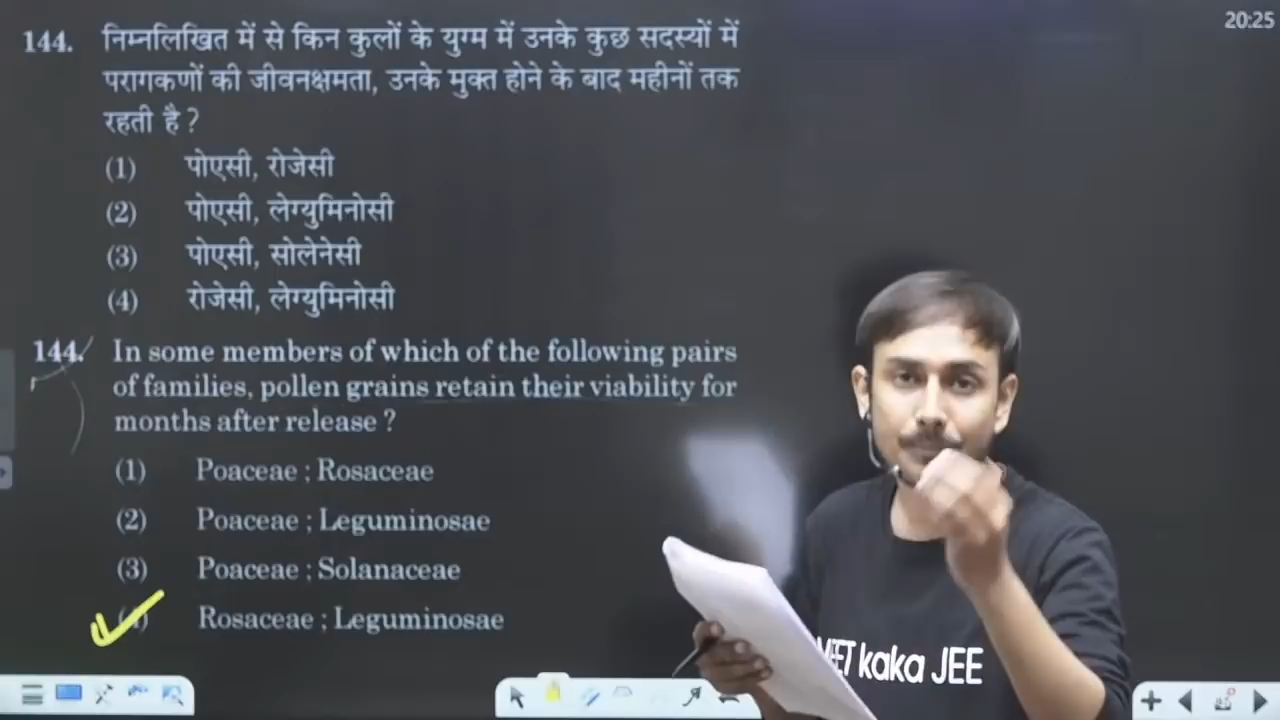 20:25
144. निम्नलिखित में से किन कुलों के युग्म में उनके कुछ सदस्यों में
परागकणों की जीवनक्षमता, उनके मुक्त होने के बाद महीनों तक
रहती है ?
(1) पोएसी, रोजेसी
(2) पोएसी, लेग्युमिनोसी
(3) पोएसी, सोलेनेसी
(4) रोजेसी, लेग्युमिनोसी
144. In some members of which of the following pairs
of families, pollen grains retain their viability for
months after release ?
(1) Poaceae ; Rosaceae
(2) Poaceae ; Leguminosae
(3) Poaceae ; Solanaceae
Rosaceae ; Leguminosae
kaka JEE